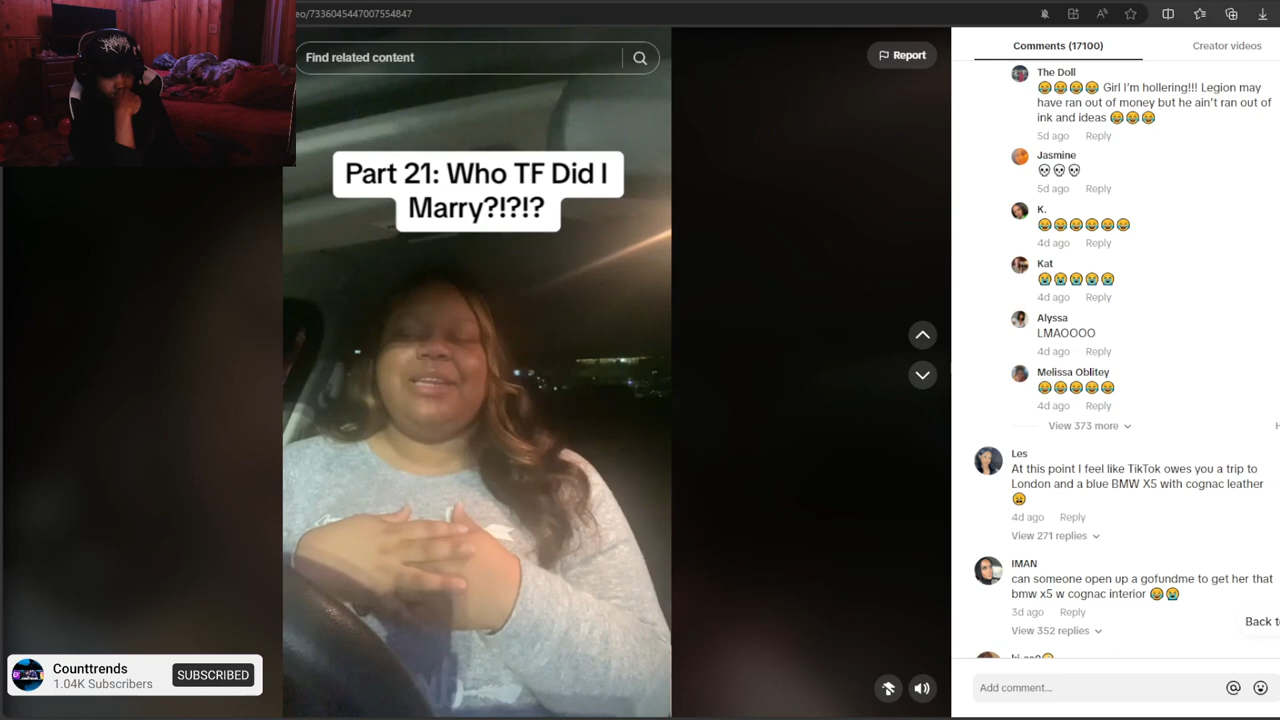 eo/7336045447007554847
Find related content
Report
Part 21: Who TF Did I
Marry?!?!?
Counttrends
1.04K Subscribers
SUBSCRIBED
Comments (17100)
Creator videos
The Doll
😂😂😂😂 Girl I'm hollering!!! Legion may
have ran out of money but he ain't ran out of
ink and ideas 😂😂😂
5d ago Reply
Jasmine
💀💀💀
5d ago Reply
K.
😂😂😂😂😂😂
4d ago Reply
Kat
😭😭😭😭😭
4d ago Reply
Alyssa
LMAOOOO
4d ago Reply
Melissa Oblitey
😂😂😂😂😂
4d ago Reply
View 373 more
H
Les
At this point I feel like TikTok owes you a trip to
London and a blue BMW X5 with cognac leather
😩
4d ago Reply
View 271 replies
IMAN
can someone open up a gofundme to get her that
bmw x5 w cognac interior 😂😭
3d ago Reply
View 352 replies
Back to
Add comment...